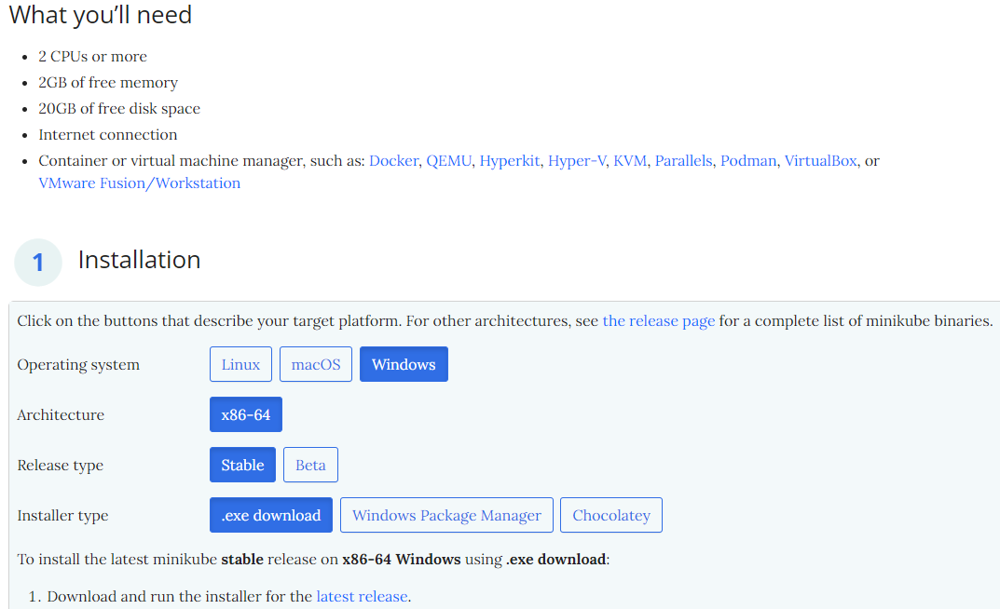 What you’ll need
2 CPUs or more
2GB of free memory
20GB of free disk space
Internet connection
Container or virtual machine manager, such as: Docker, QEMU, Hyperkit, Hyper-V, KVM, Parallels, Podman, VirtualBox, or
VMware Fusion/Workstation
1 Installation
Click on the buttons that describe your target platform. For other architectures, see the release page for a complete list of minikube binaries.
Operating system Linux macOS Windows
Architecture x86-64
Release type Stable Beta
Installer type .exe download Windows Package Manager Chocolatey
To install the latest minikube stable release on x86-64 Windows using .exe download:
1. Download and run the installer for the latest release.